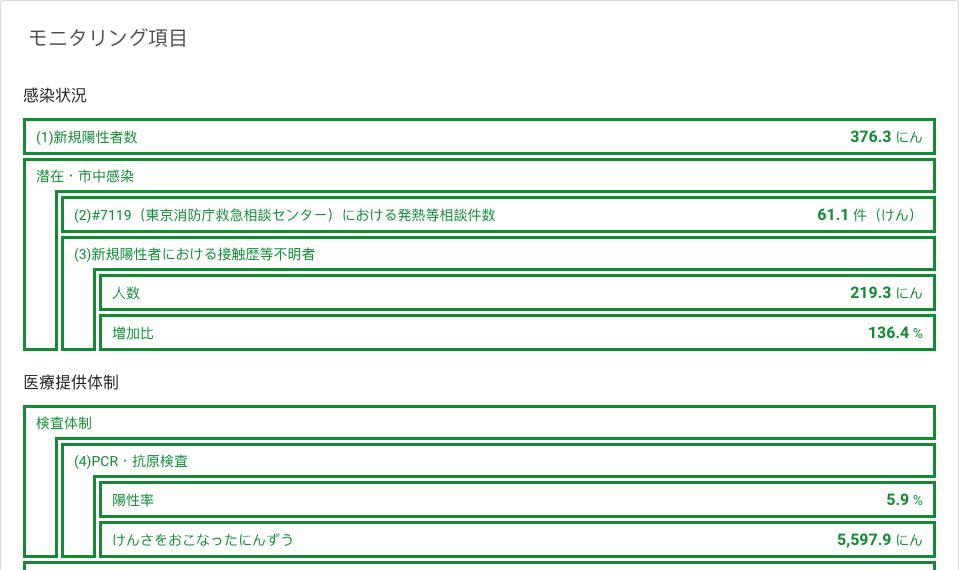 モニタリング項目
感染状況
(1)新規陽性者数 376.3 にん
潜在・市中感染
(2)#7119（東京消防庁救急相談センター）における発熱等相談件数 61.1 件（けん）
(3)新規陽性者における接触歴等不明者
人数 219.3 にん
増加比 136.4 %
医療提供体制
検査体制
(4)PCR・抗原検査
陽性率 5.9 %
けんさをおこなったにんずう 5,597.9 にん